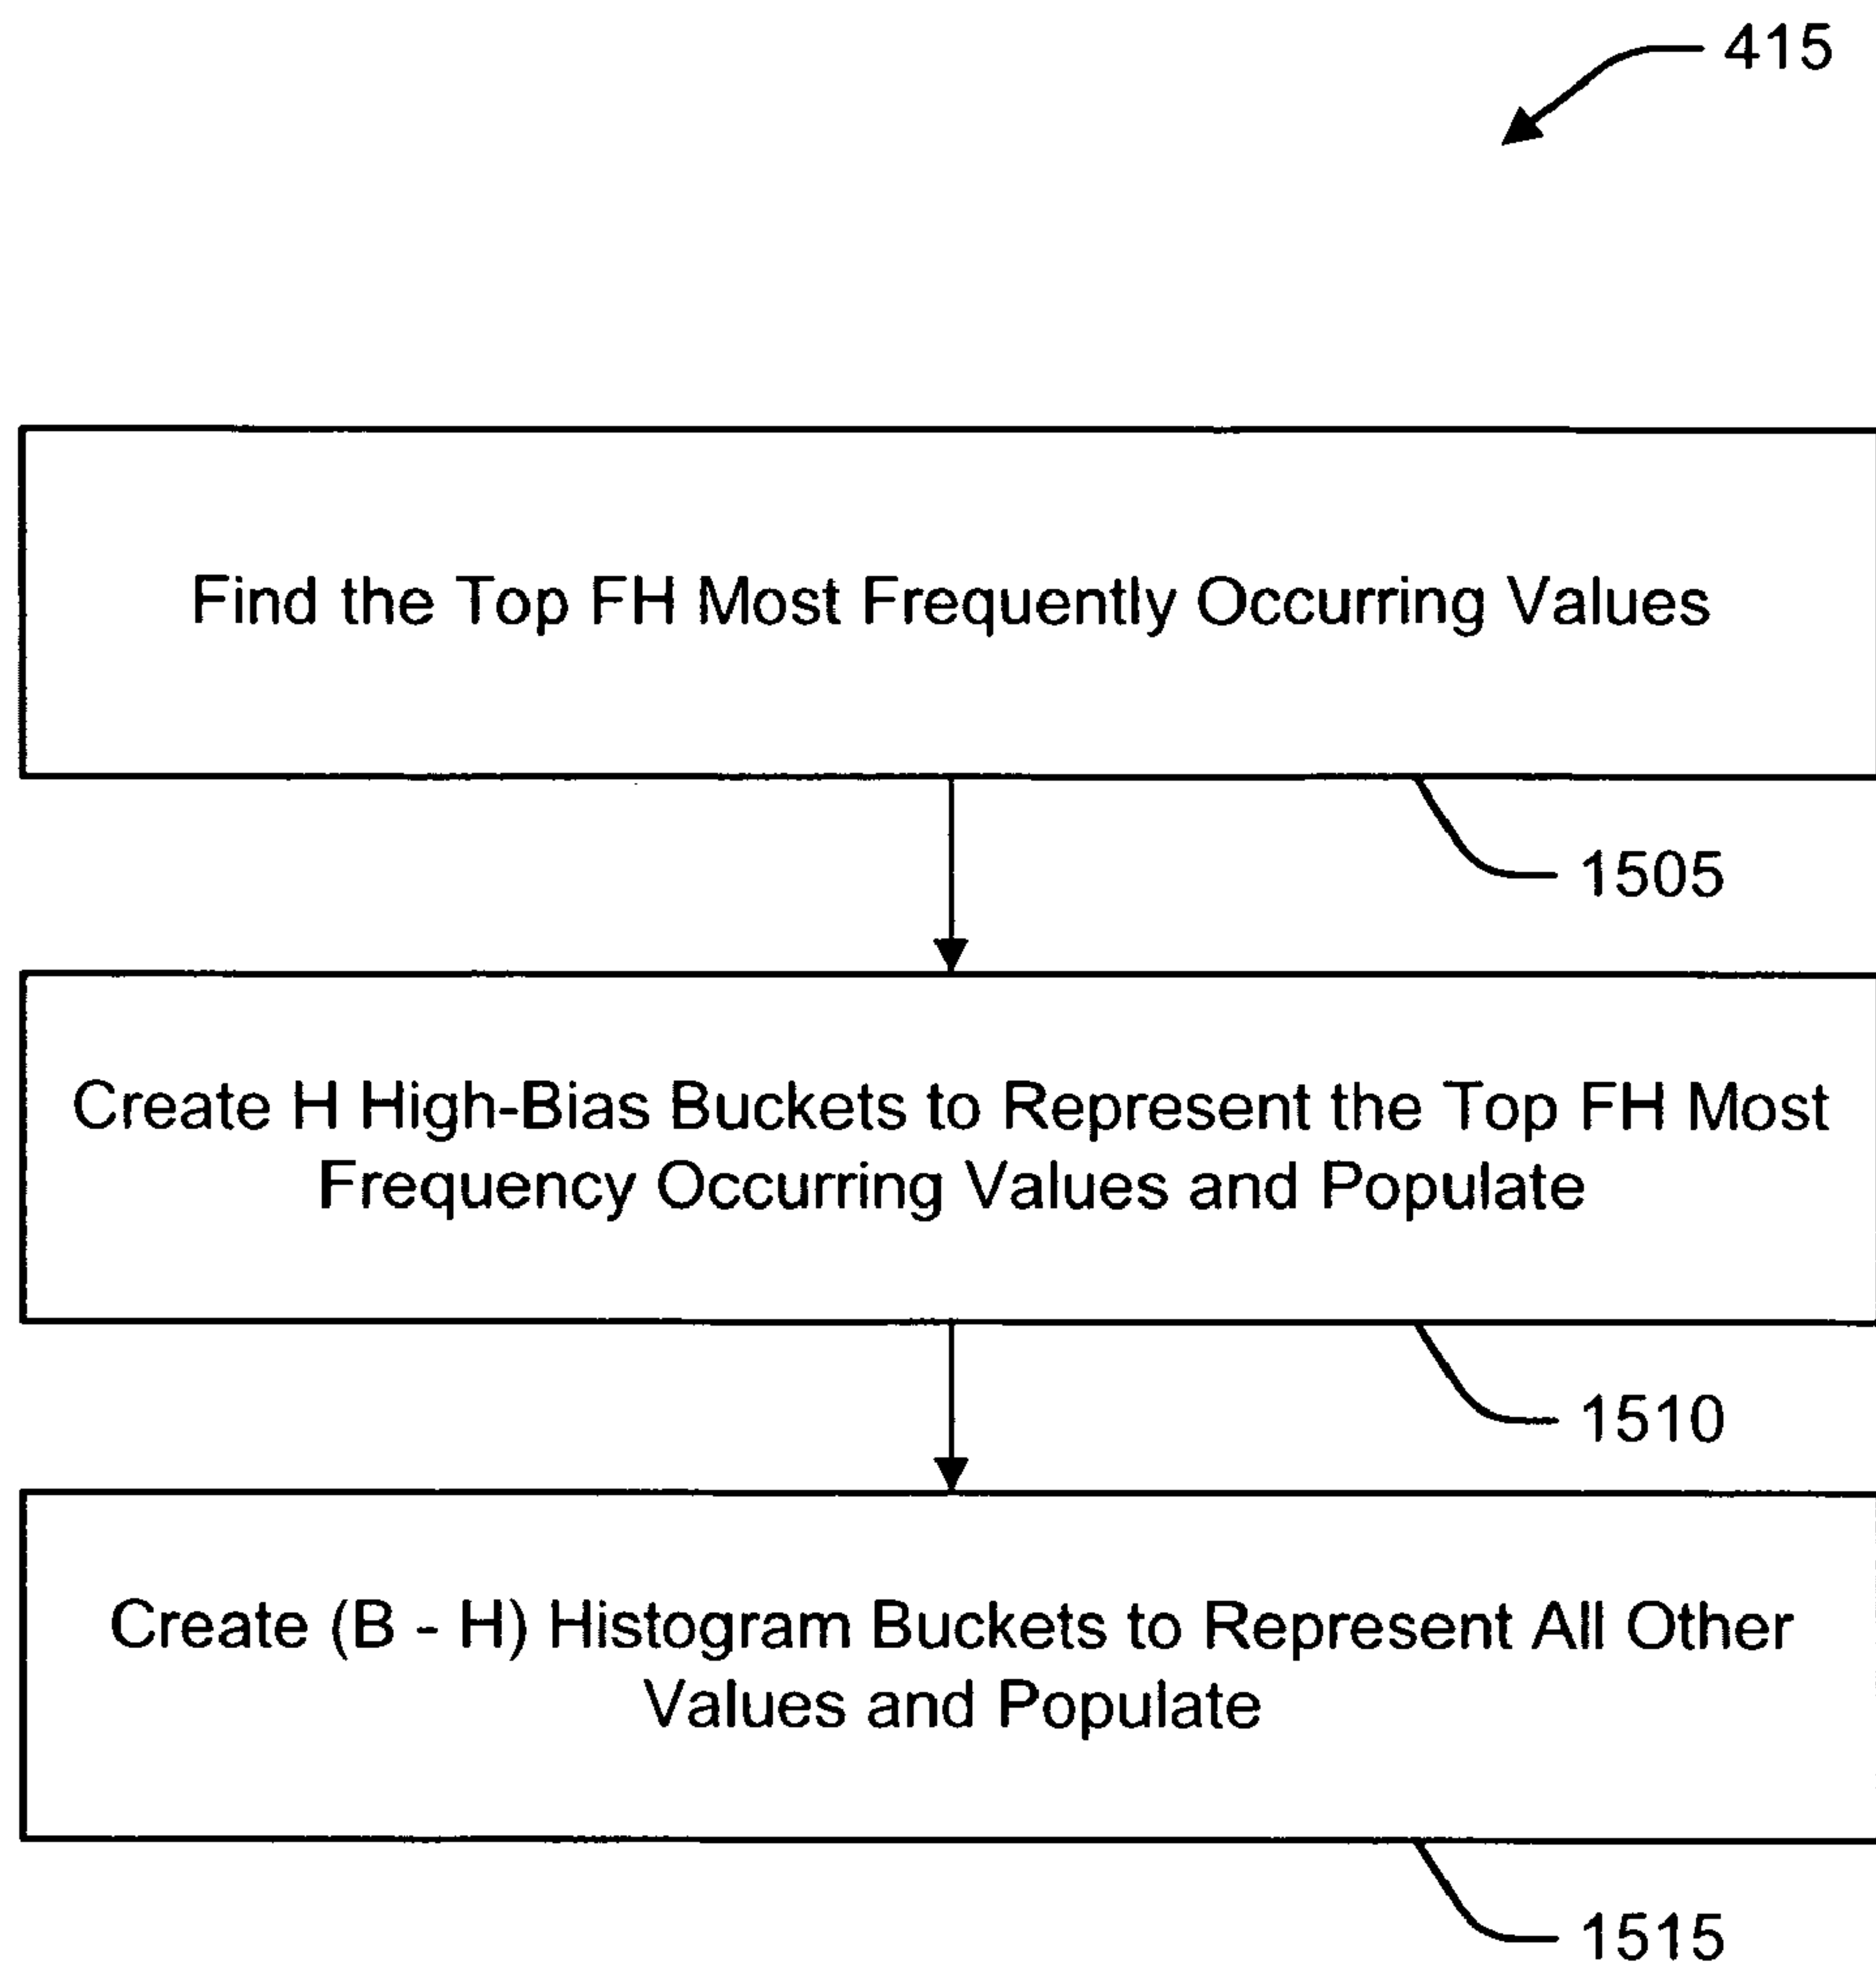 415
Find the Top FH Most Frequently Occurring Values
1505
Create H High-Bias Buckets to Represent the Top FH Most
Frequency Occurring Values and Populate
1510
Create (B - H) Histogram Buckets to Represent All Other
Values and Populate
1515